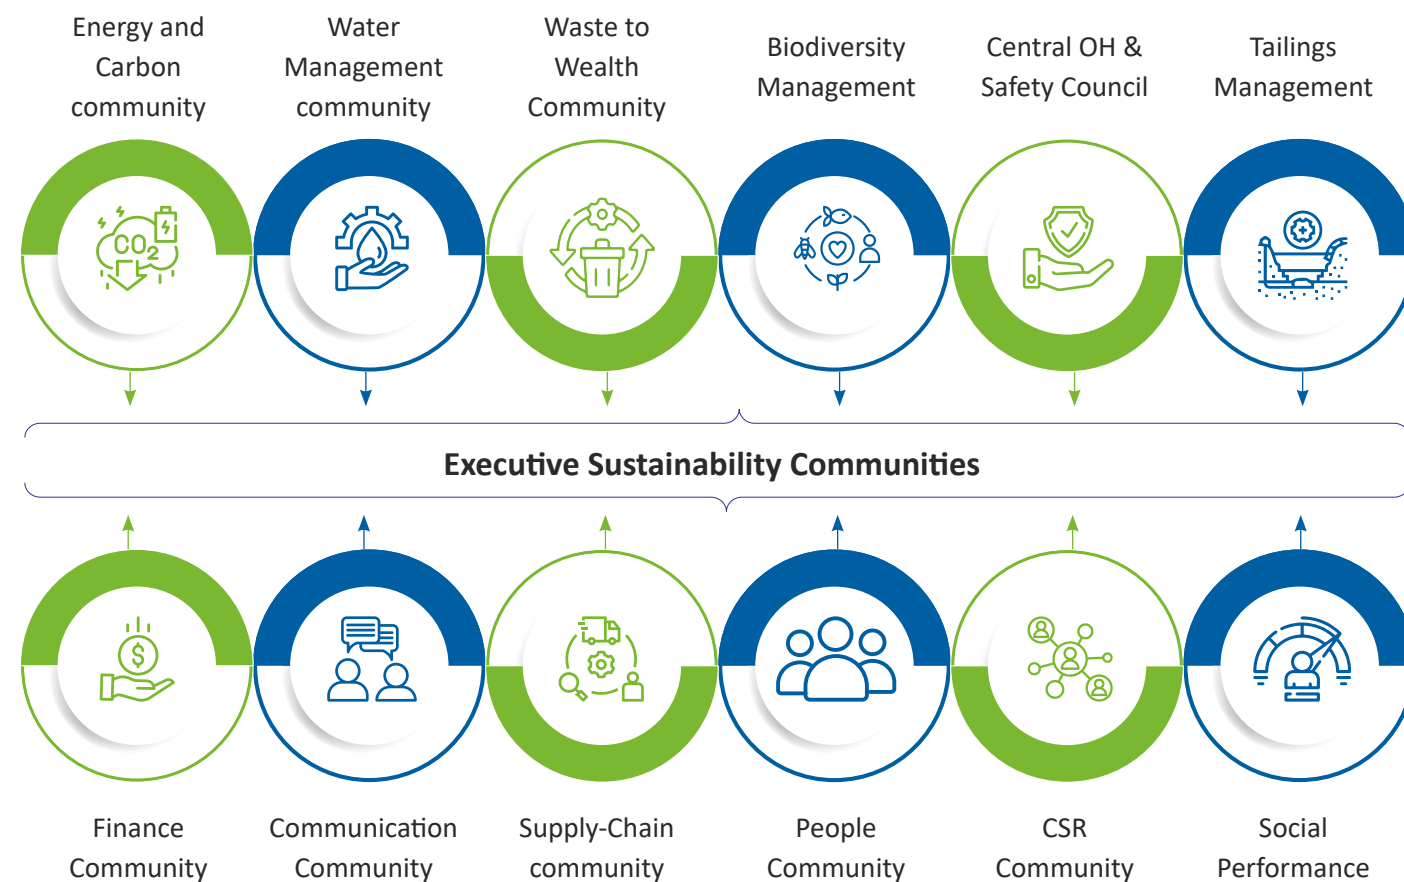 Energy and
Carbon
community
Water
Management
community
Waste to
Wealth
Community
Biodiversity
Management
Central OH &
Safety Council
Tailings
Management
CO2
Executive Sustainability Communities
$
Finance
Community
Communication
Community
Supply-Chain
community
People
Community
CSR
Community
Social
Performance